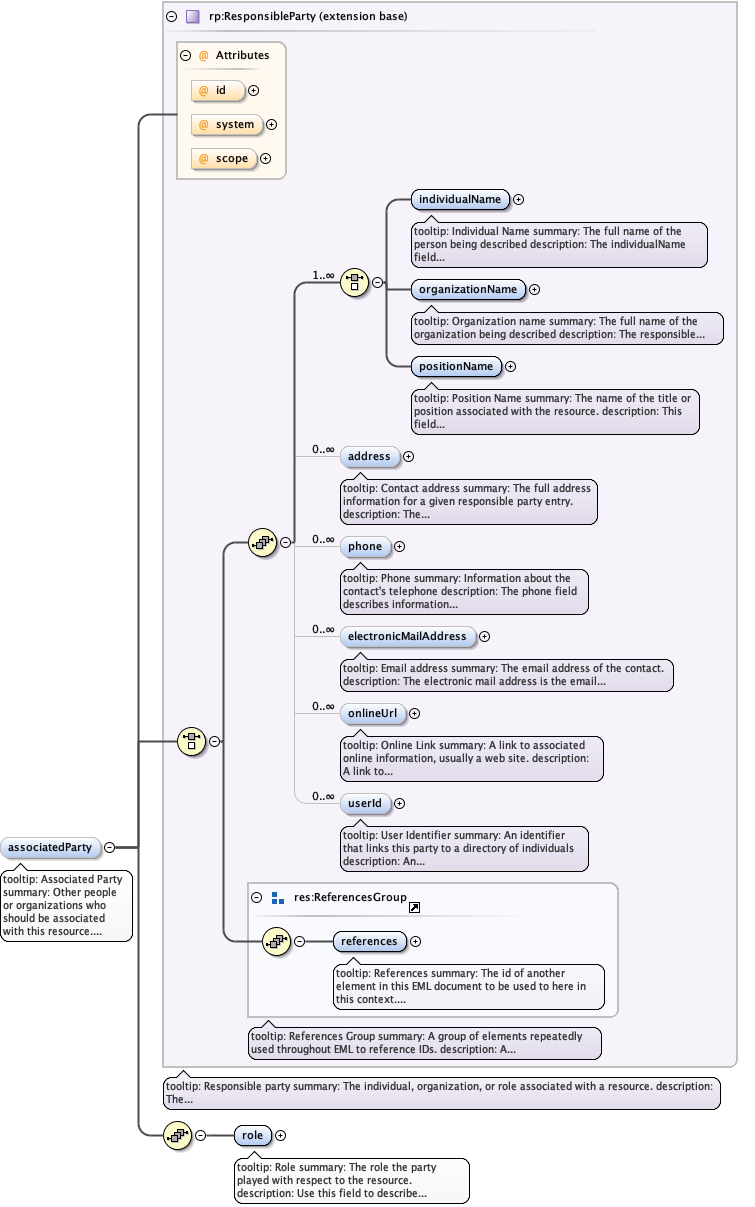 rp:ResponsibleParty (extension base)
@ Attributes
@ id
@ system
@ scope
individualName
tooltip: Individual Name summary: The full name of the
person being described description: The individualName
field...
1..∞
organizationName
tooltip: Organization name summary: The full name of the
organization being described description: The responsible...
positionName
tooltip: Position Name summary: The name of the title or
position associated with the resource. description: This
field...
0..∞
address
tooltip: Contact address summary: The full address
information for a given responsible party entry.
description: The...
0..∞
phone
tooltip: Phone summary: Information about the
contact's telephone description: The phone field
describes information...
0..∞
electronicMailAddress
tooltip: Email address summary: The email address of the contact.
description: The electronic mail address is the email...
0..∞
onlineUrl
tooltip: Online Link summary: A link to associated
online information, usually a web site. description:
A link to...
0..∞
userId
tooltip: User Identifier summary: An identifier
that links this party to a directory of individuals
description: An...
associatedParty
tooltip: Associated Party
summary: Other people
or organizations who
should be associated
with this resource....
res:ReferencesGroup
references
tooltip: References summary: The id of another
element in this EML document to be used to here in
this context....
tooltip: References Group summary: A group of elements repeatedly
used throughout EML to reference IDs. description: A...
tooltip: Responsible party summary: The individual, organization, or role associated with a resource. description:
The...
role
tooltip: Role summary: The role the party
played with respect to the resource.
description: Use this field to describe...